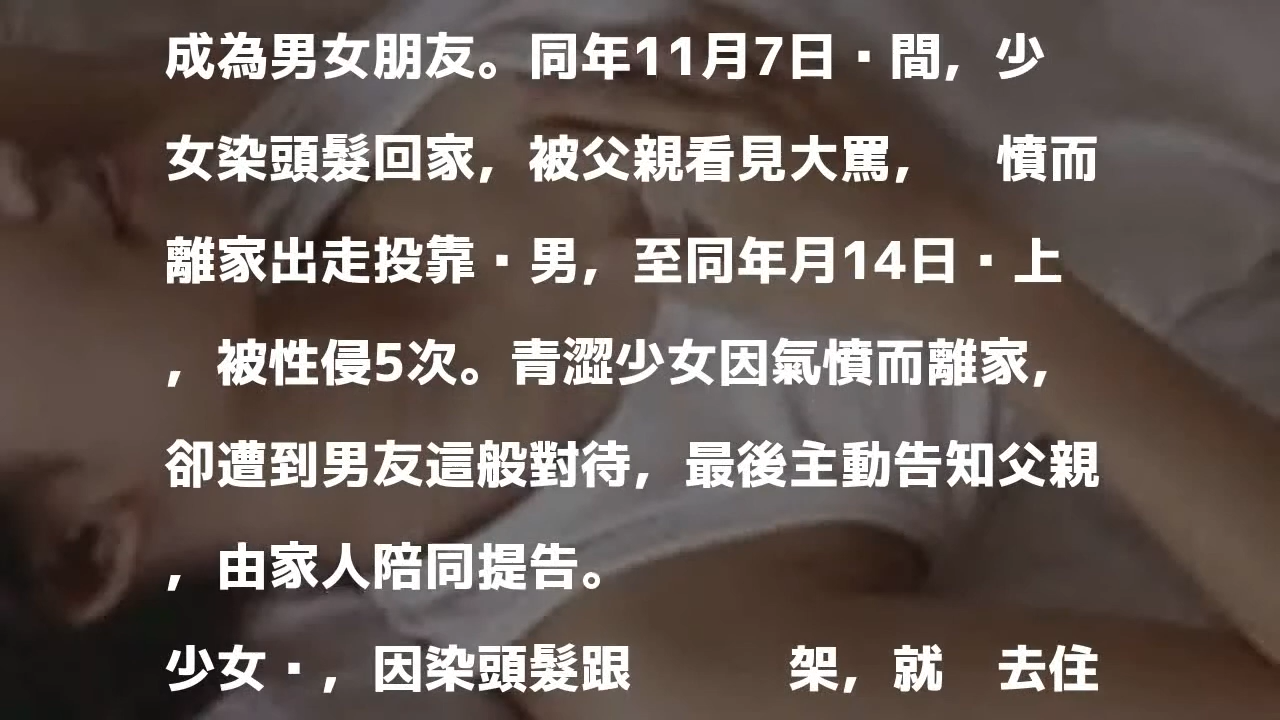 成為男女朋友。同年11月7日·間，少
女染頭髮回家，被父親看見大罵， 憤而
離家出走投靠·男，至同年月14日·上
，被性侵5次。青澀少女因氣憤而離家，
卻遭到男友這般對待，最後主動告知父親
，由家人陪同提告。
少女·，因染頭髮跟 架，就 去住